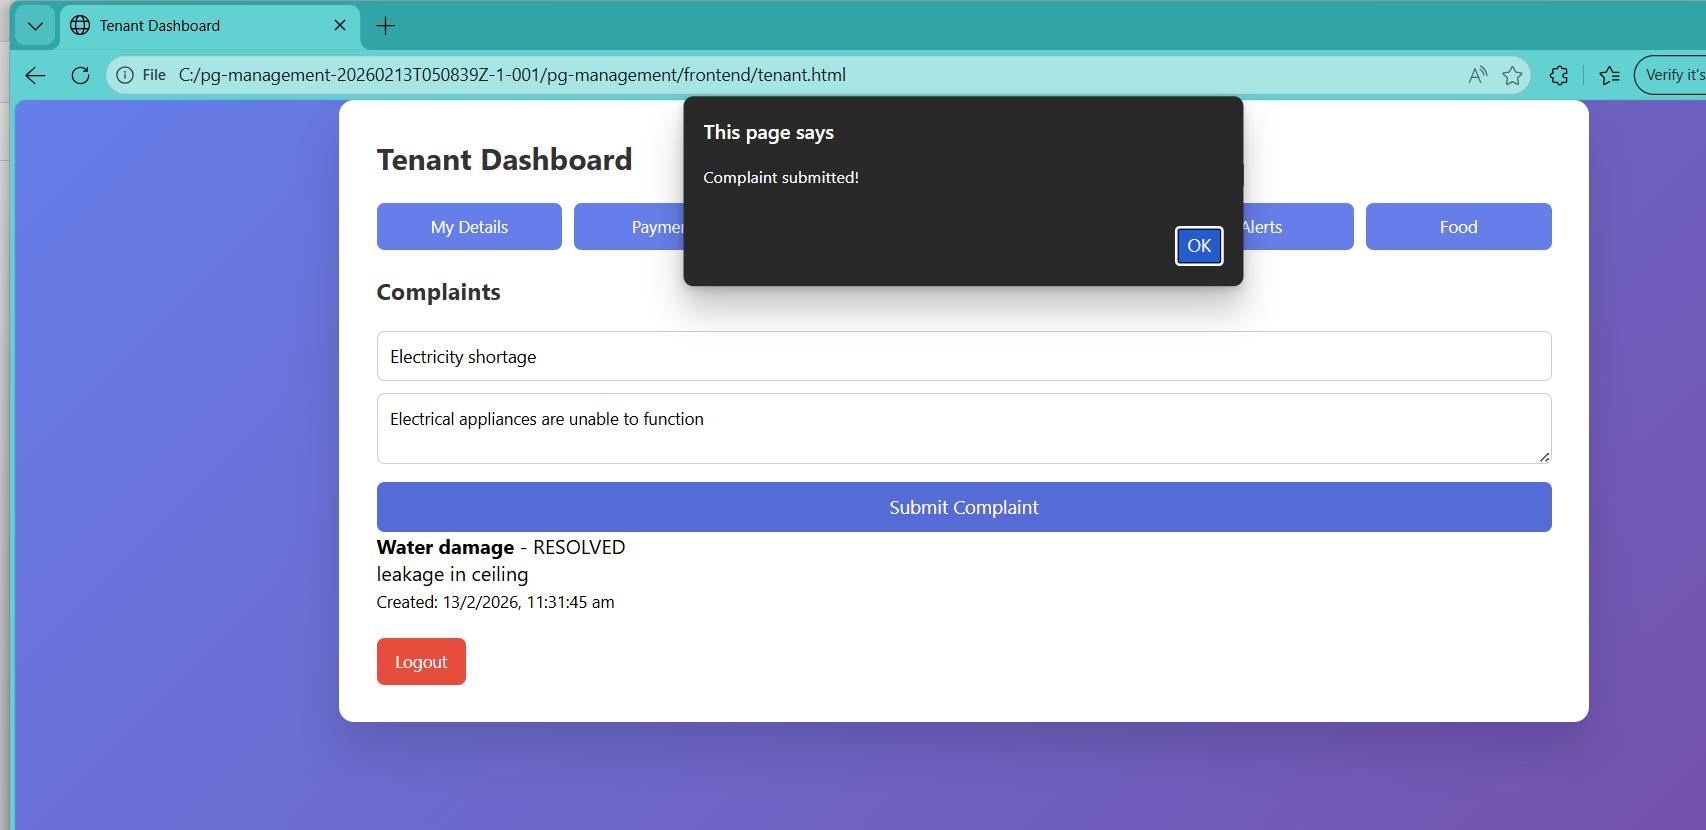 Tenant Dashboard
File C:/pg-management-20260213T050839Z-1-001/pg-management/frontend/tenant.html
Verify it's
This page says
Complaint submitted!
OK
Tenant Dashboard
My Details
Alerts
Food
Complaints
Electricity shortage
Electrical appliances are unable to function
Submit Complaint
Water damage - RESOLVED
leakage in ceiling
Created: 13/2/2026, 11:31:45 am
Logout